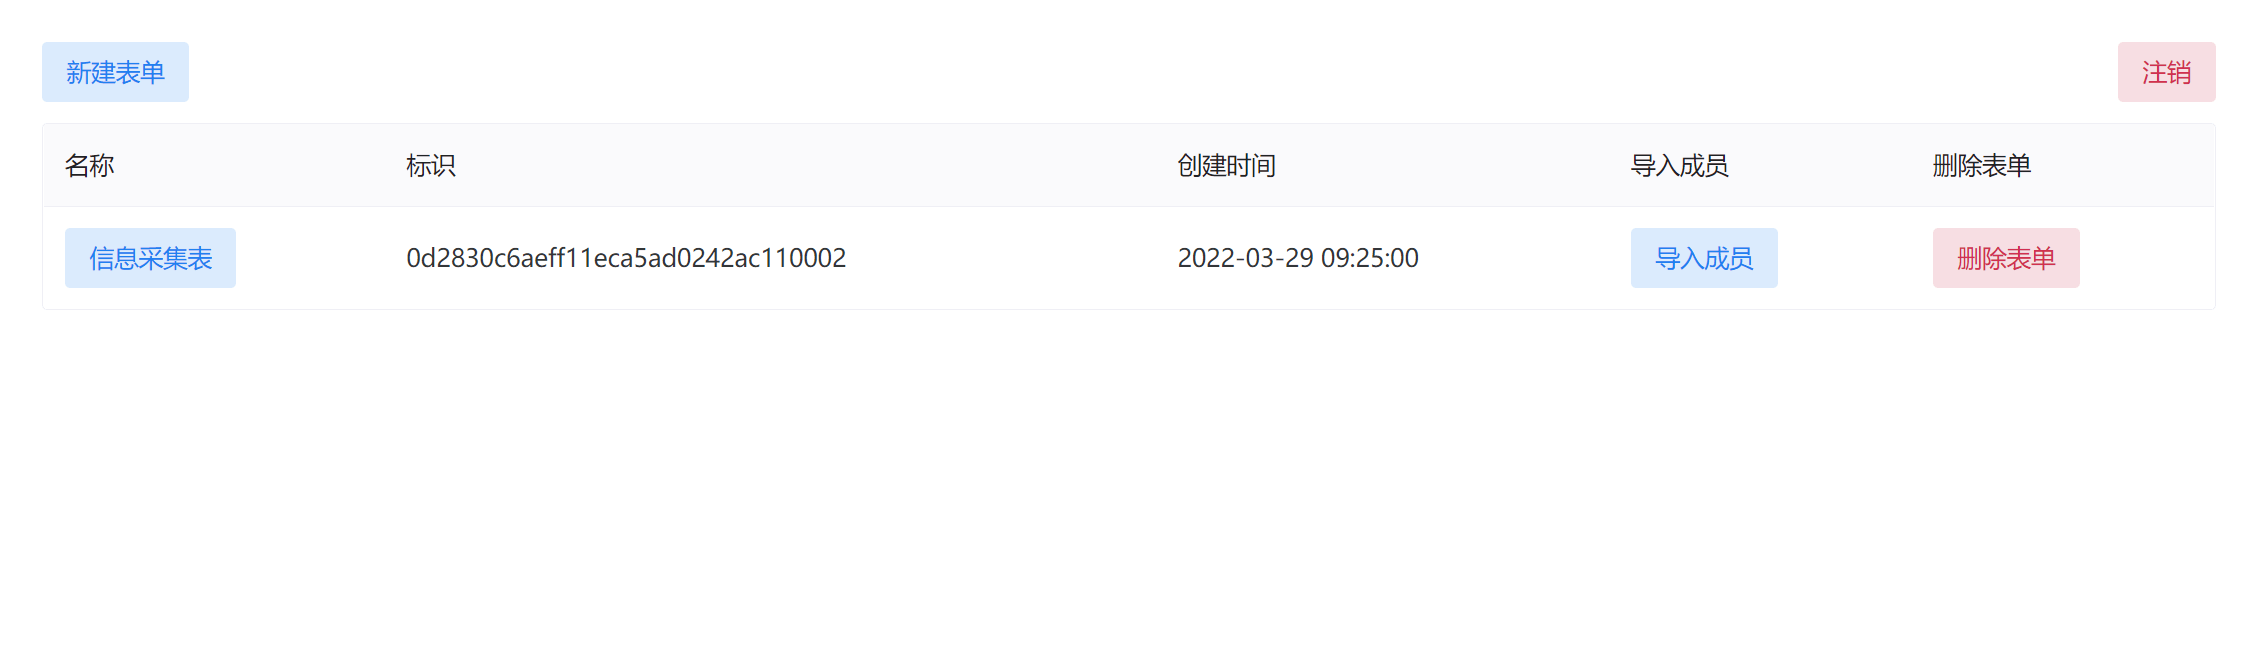 新建表单 注销
名称 标识 创建时间 导入成员 删除表单
信息采集表 0d2830c6aeff11eca5ad0242ac110002 2022-03-29 09:25:00 导入成员 删除表单